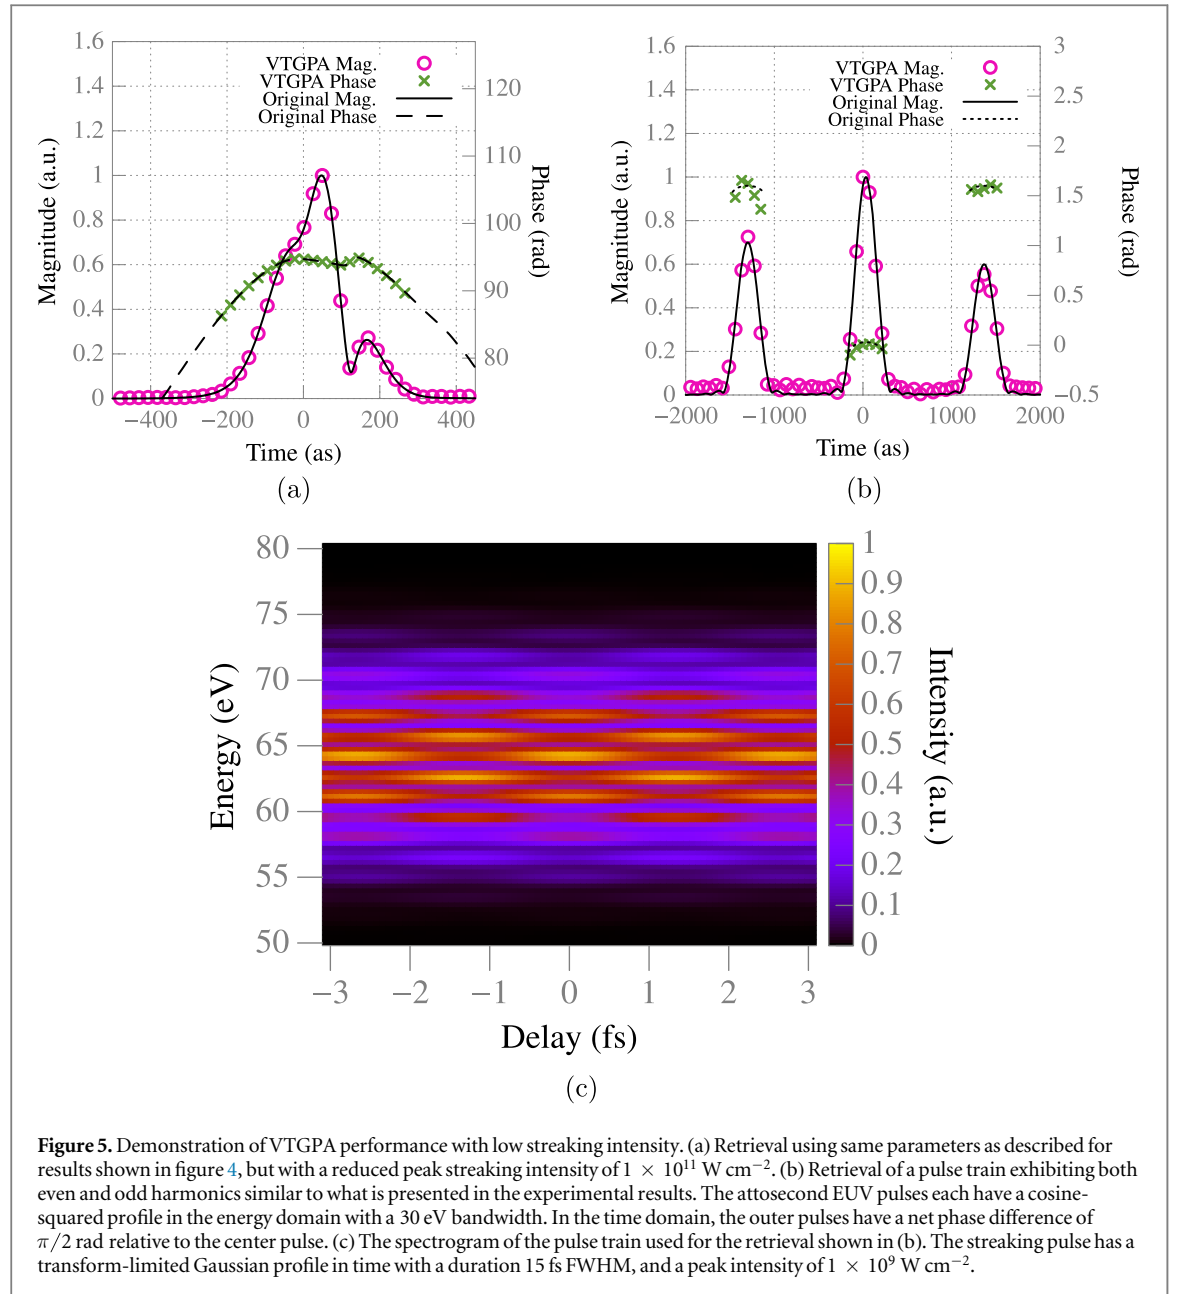 1.6
1.4
1.2
1
0.8
0.6
0.4
0.2
0
Magnitude (a.u.)
VTGPA Mag.
VTGPA Phase
Original Mag.
Original Phase
120
110
100
90
80
Phase (rad)
−400 −200 0 200 400
Time (as)
(a)
1.6
1.4
1.2
1
0.8
0.6
0.4
0.2
0
Magnitude (a.u.)
VTGPA Mag.
VTGPA Phase
Original Mag.
Original Phase
3
2.5
2
1.5
1
0.5
0
−0.5
Phase (rad)
−2000 −1000 0 1000 2000
Time (as)
(b)
80
75
70
65
60
55
50
Energy (eV)
−3 −2 −1 0 1 2 3
Delay (fs)
1
0.9
0.8
0.7
0.6
0.5
0.4
0.3
0.2
0.1
0
Intensity (a.u.)
(c)
Figure 5. Demonstration of VTGPA performance with low streaking intensity. (a) Retrieval using same parameters as described for
results shown in figure 4, but with a reduced peak streaking intensity of 1 × 10¹¹ W cm⁻². (b) Retrieval of a pulse train exhibiting both
even and odd harmonics similar to what is presented in the experimental results. The attosecond EUV pulses each have a cosine-
squared profile in the energy domain with a 30 eV bandwidth. In the time domain, the outer pulses have a net phase difference of
π/2 rad relative to the center pulse. (c) The spectrogram of the pulse train used for the retrieval shown in (b). The streaking pulse has a
transform-limited Gaussian profile in time with a duration 15 fs FWHM, and a peak intensity of 1 × 10⁹ W cm⁻².